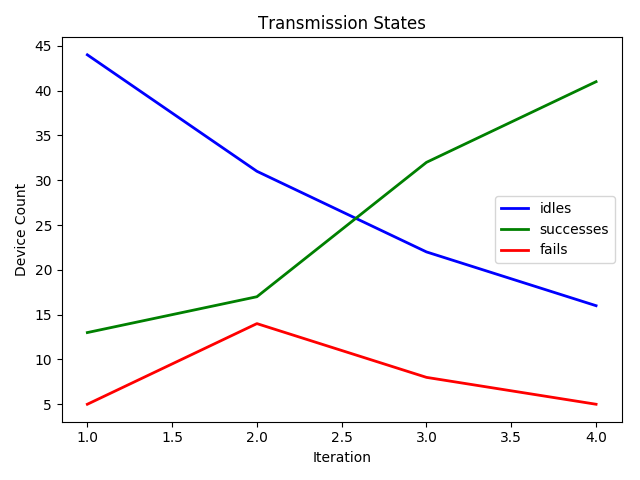 Transmission States
Device Count
45
40
35
30
25
20
15
10
5
idles
successes
fails
1.0 1.5 2.0 2.5 3.0 3.5 4.0
Iteration